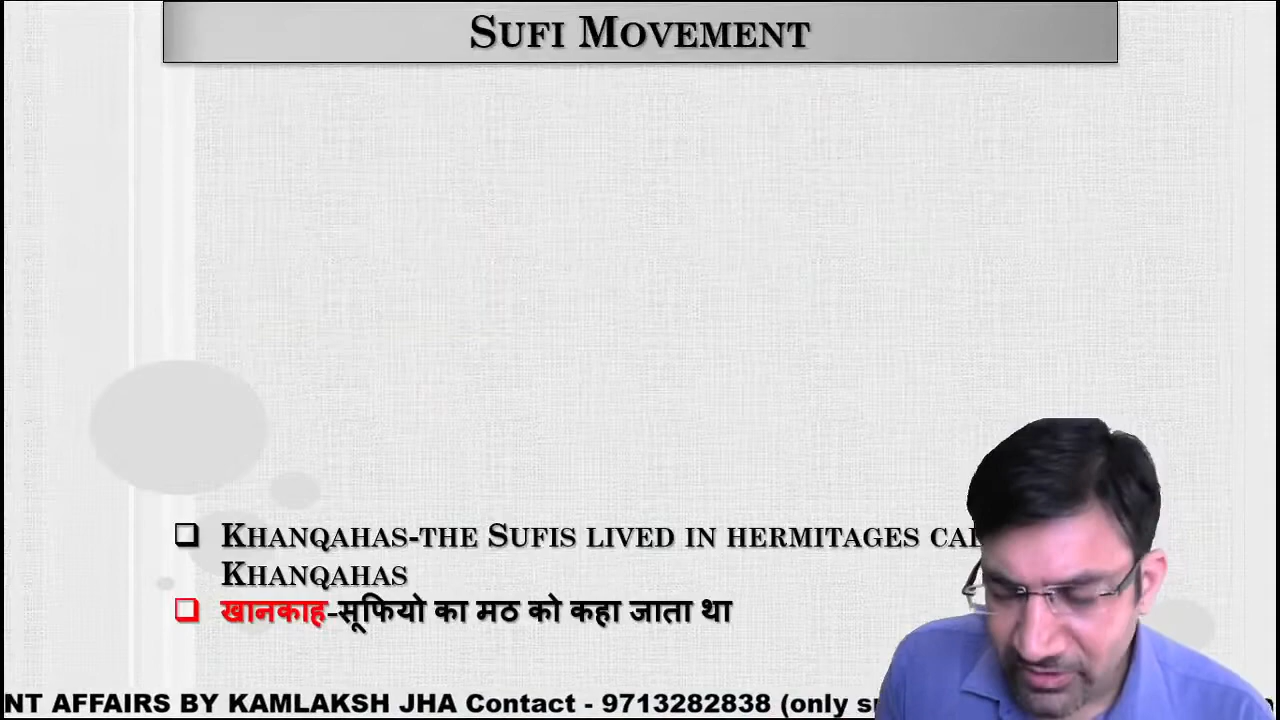 SUFI MOVEMENT
❑ KHANQAHAS-THE SUFIS LIVED IN HERMITAGES
KHANQAHAS
❑ खानकाह-सूफियो का मठ को कहा जाता था
NT AFFAIRS BY KAMLAKSH JHA Contact - 9713282838 (only